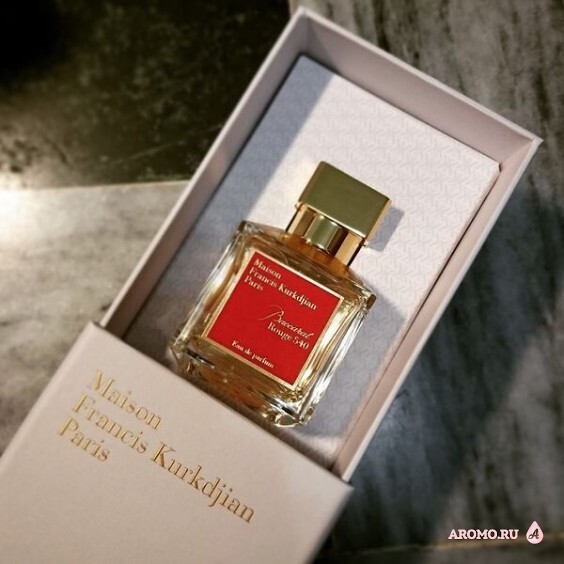 Maison
Francis Kurkdjian
Paris
Baccarat
Rouge 540
Eau de parfum
Maison
Francis Kurkdjian
Paris
AROMO.RU
A